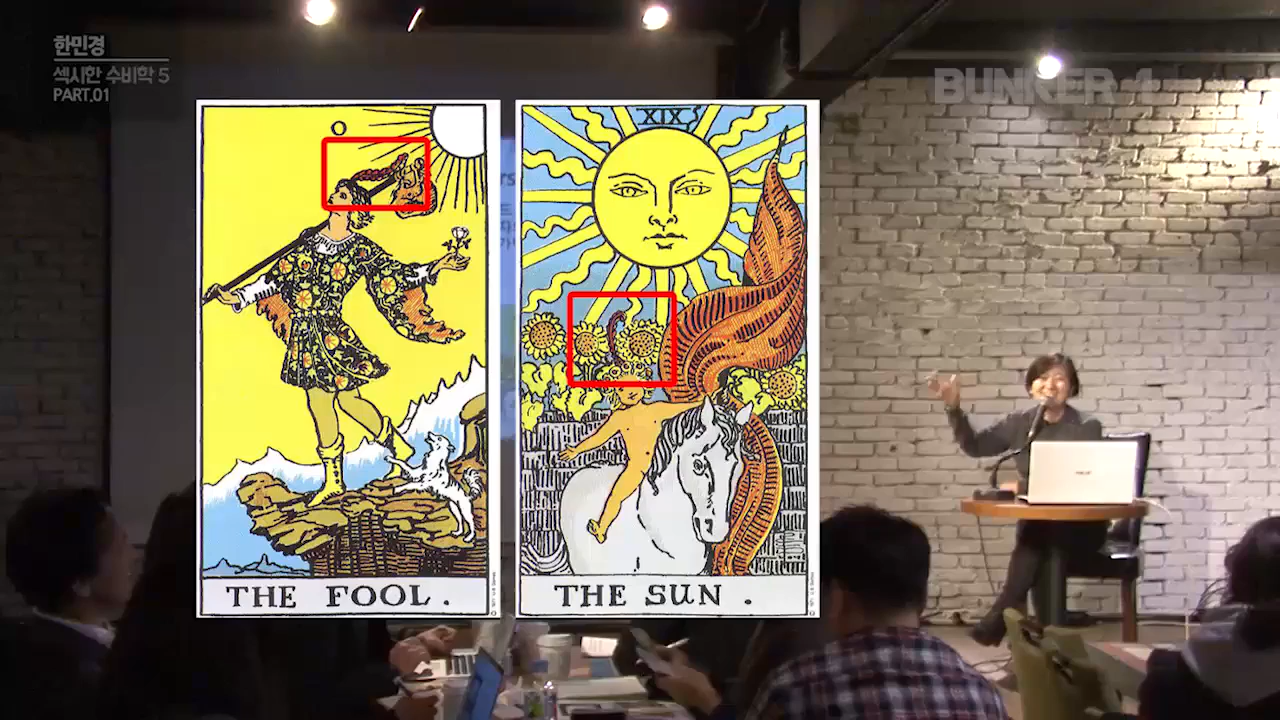 한민경
섹시한 수비학 5
PART.01
BUNKER 1
O
THE FOOL.
XIX
THE SUN.